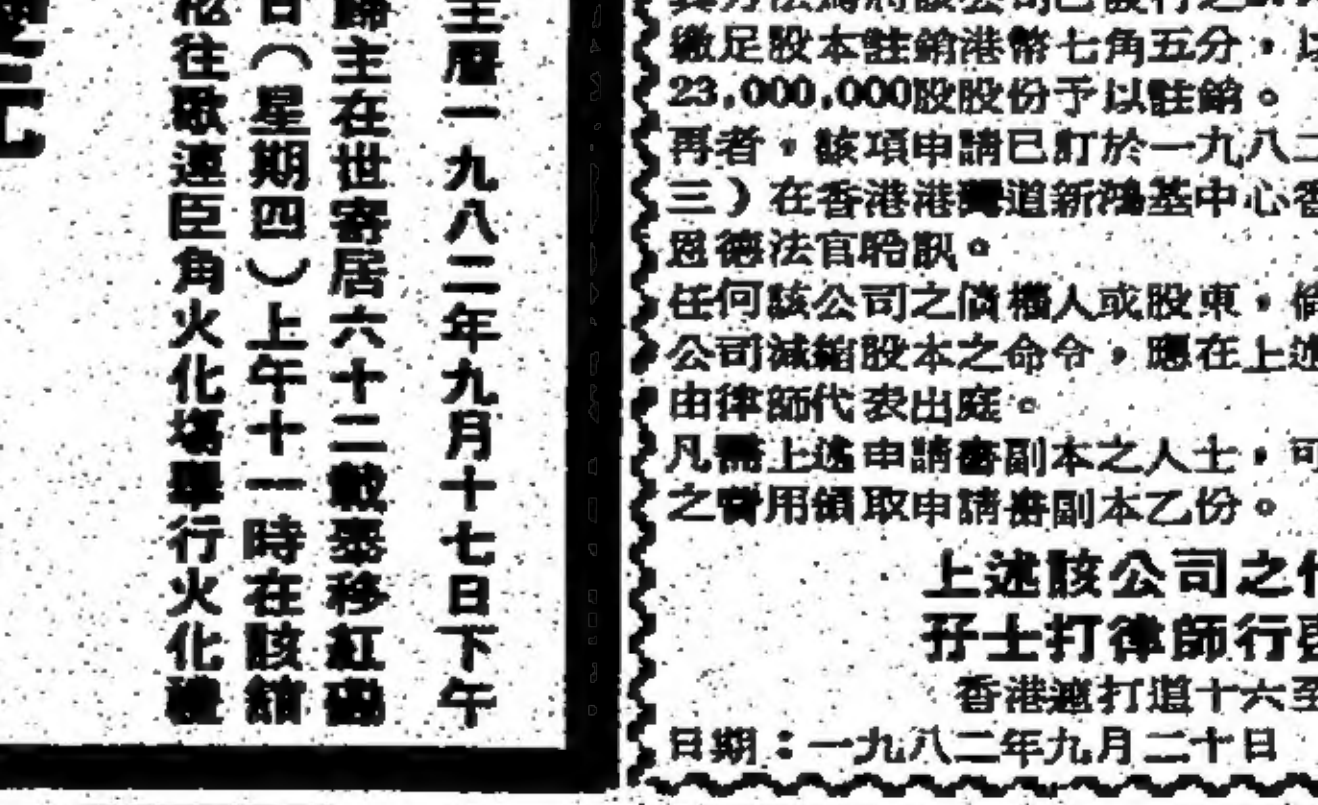 主曆一九八二年九月十七日下午
歸主在世寄居六十二載泰移紅磡
日（星期四）上午十一時在該館
往歌連臣角火化塲舉行火化禮
繳足股本註銷港幣七角五分，以
23,000,000股股份予以註銷。
再者，該項申請已訂於一九八二
三）在香港港灣道新鴻基中心香
恩德法官聆訊。
任何該公司之債權人或股東，倘
公司減縮股本之命令，應在上述
由律師代表出庭。
凡需上述申請書副本之人士，可
之費用領取申請書副本乙份。
上述該公司之代
孖士打律師行啓
香港遮打道十六至
日期：一九八二年九月二十日